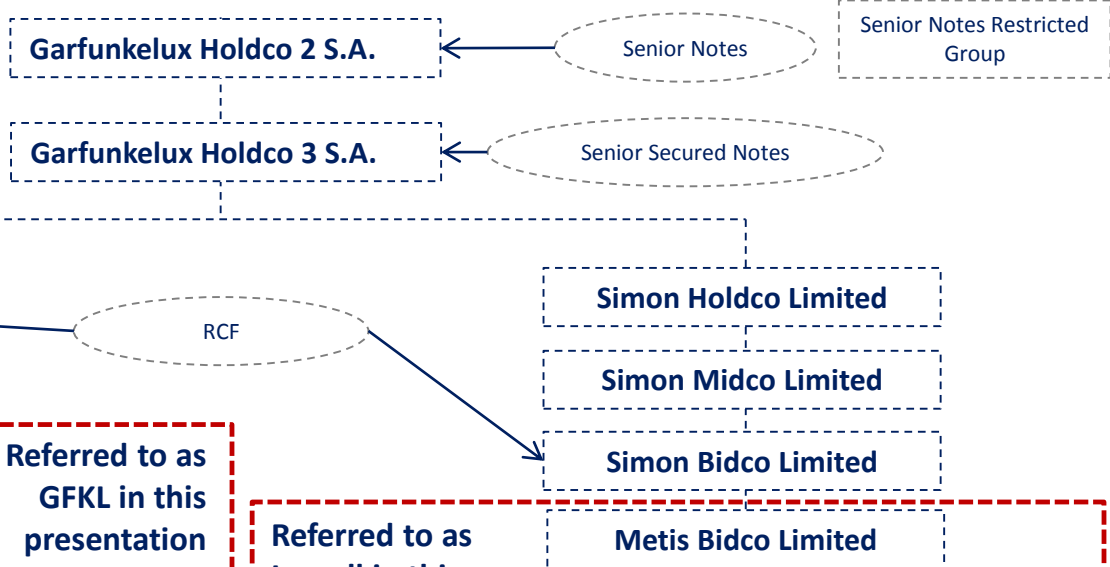 Garfunkelux Holdco 2 S.A.
Senior Notes
Senior Notes Restricted
Group
Garfunkelux Holdco 3 S.A.
Senior Secured Notes
Simon Holdco Limited
RCF
Simon Midco Limited
Simon Bidco Limited
Referred to as
GFKL in this
presentation
Referred to as
Metis Bidco Limited